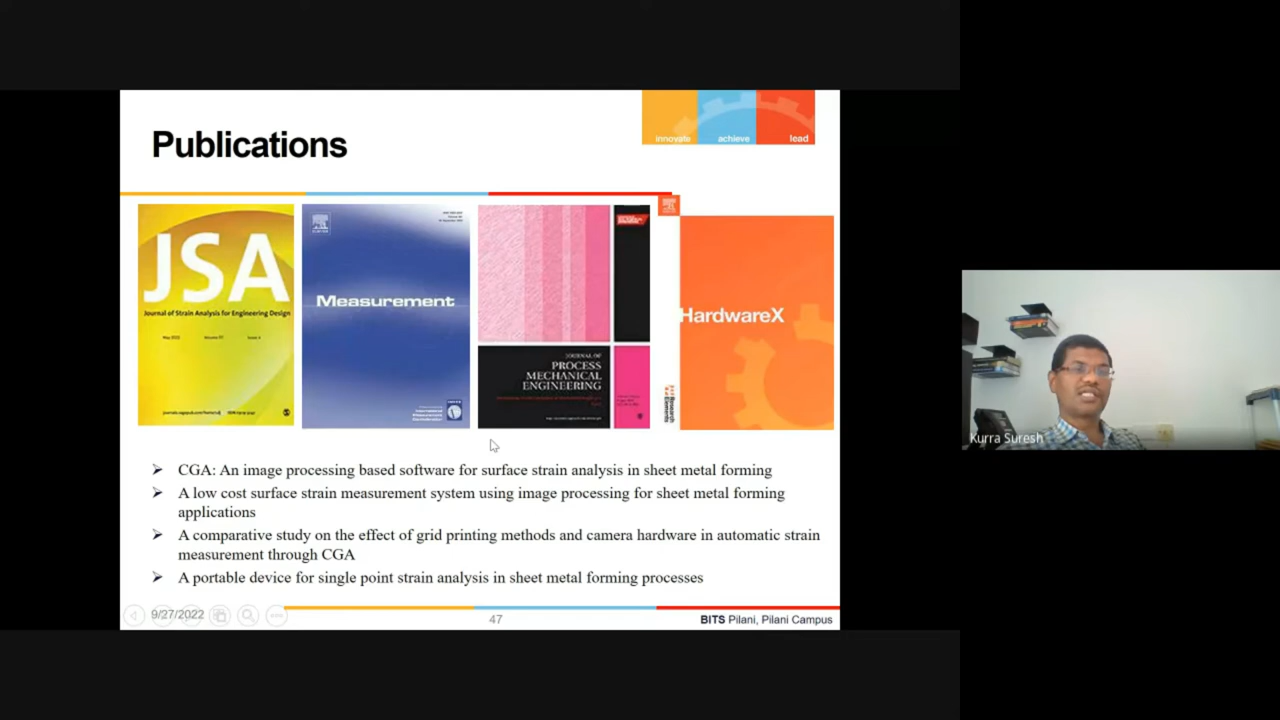 Publications
innovate achieve lead
JSA
Journal of Strain Analysis for Engineering Design
Measurement
JOURNAL OF
PROCESS
MECHANICAL
ENGINEERING
HardwareX
Research
Elements
Kurra Suresh
➢ CGA: An image processing based software for surface strain analysis in sheet metal forming
➢ A low cost surface strain measurement system using image processing for sheet metal forming
applications
➢ A comparative study on the effect of grid printing methods and camera hardware in automatic strain
measurement through CGA
➢ A portable device for single point strain analysis in sheet metal forming processes
9/27/2022
47
BITS Pilani, Pilani Campus